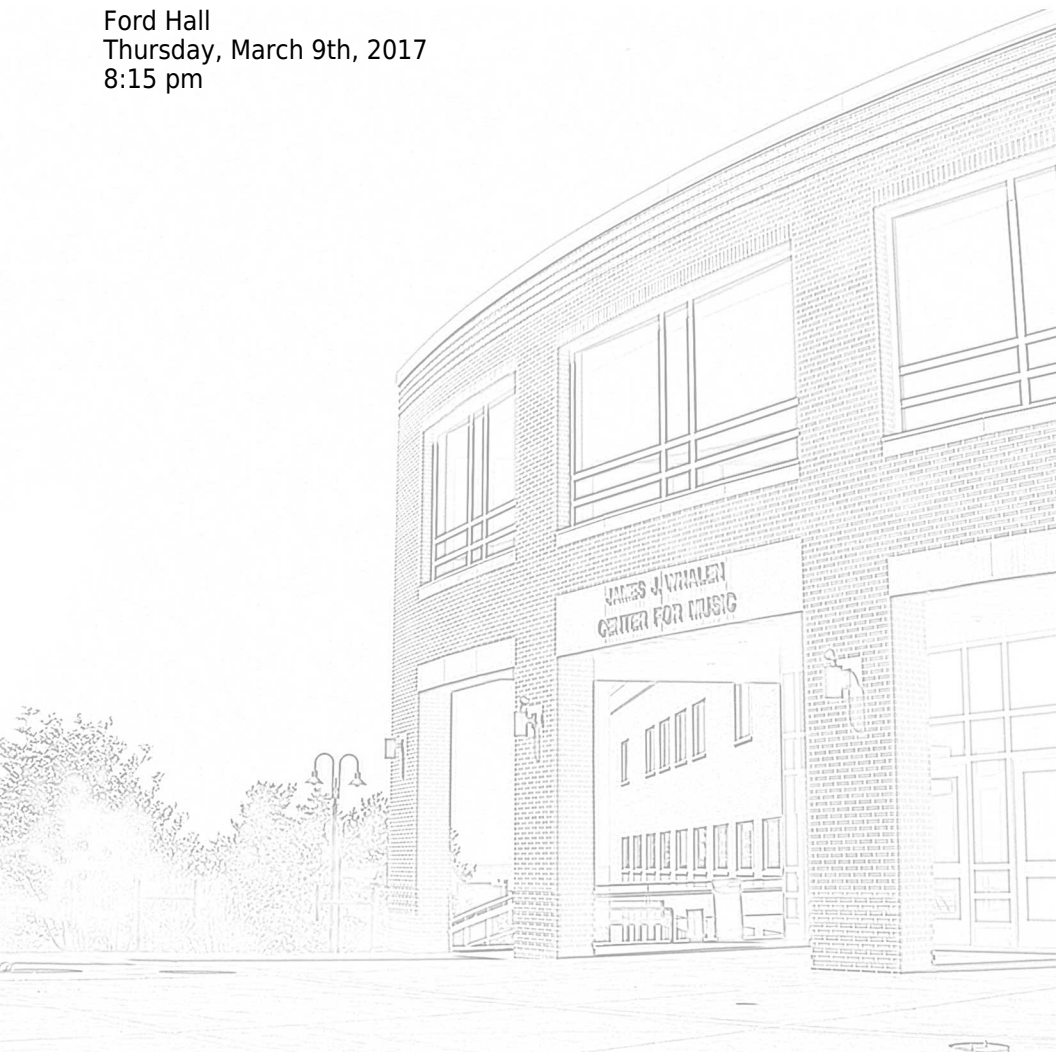 Ford Hall
Thursday, March 9th, 2017
8:15 pm
JAMES J. WHALEN
CENTER FOR MUSIC